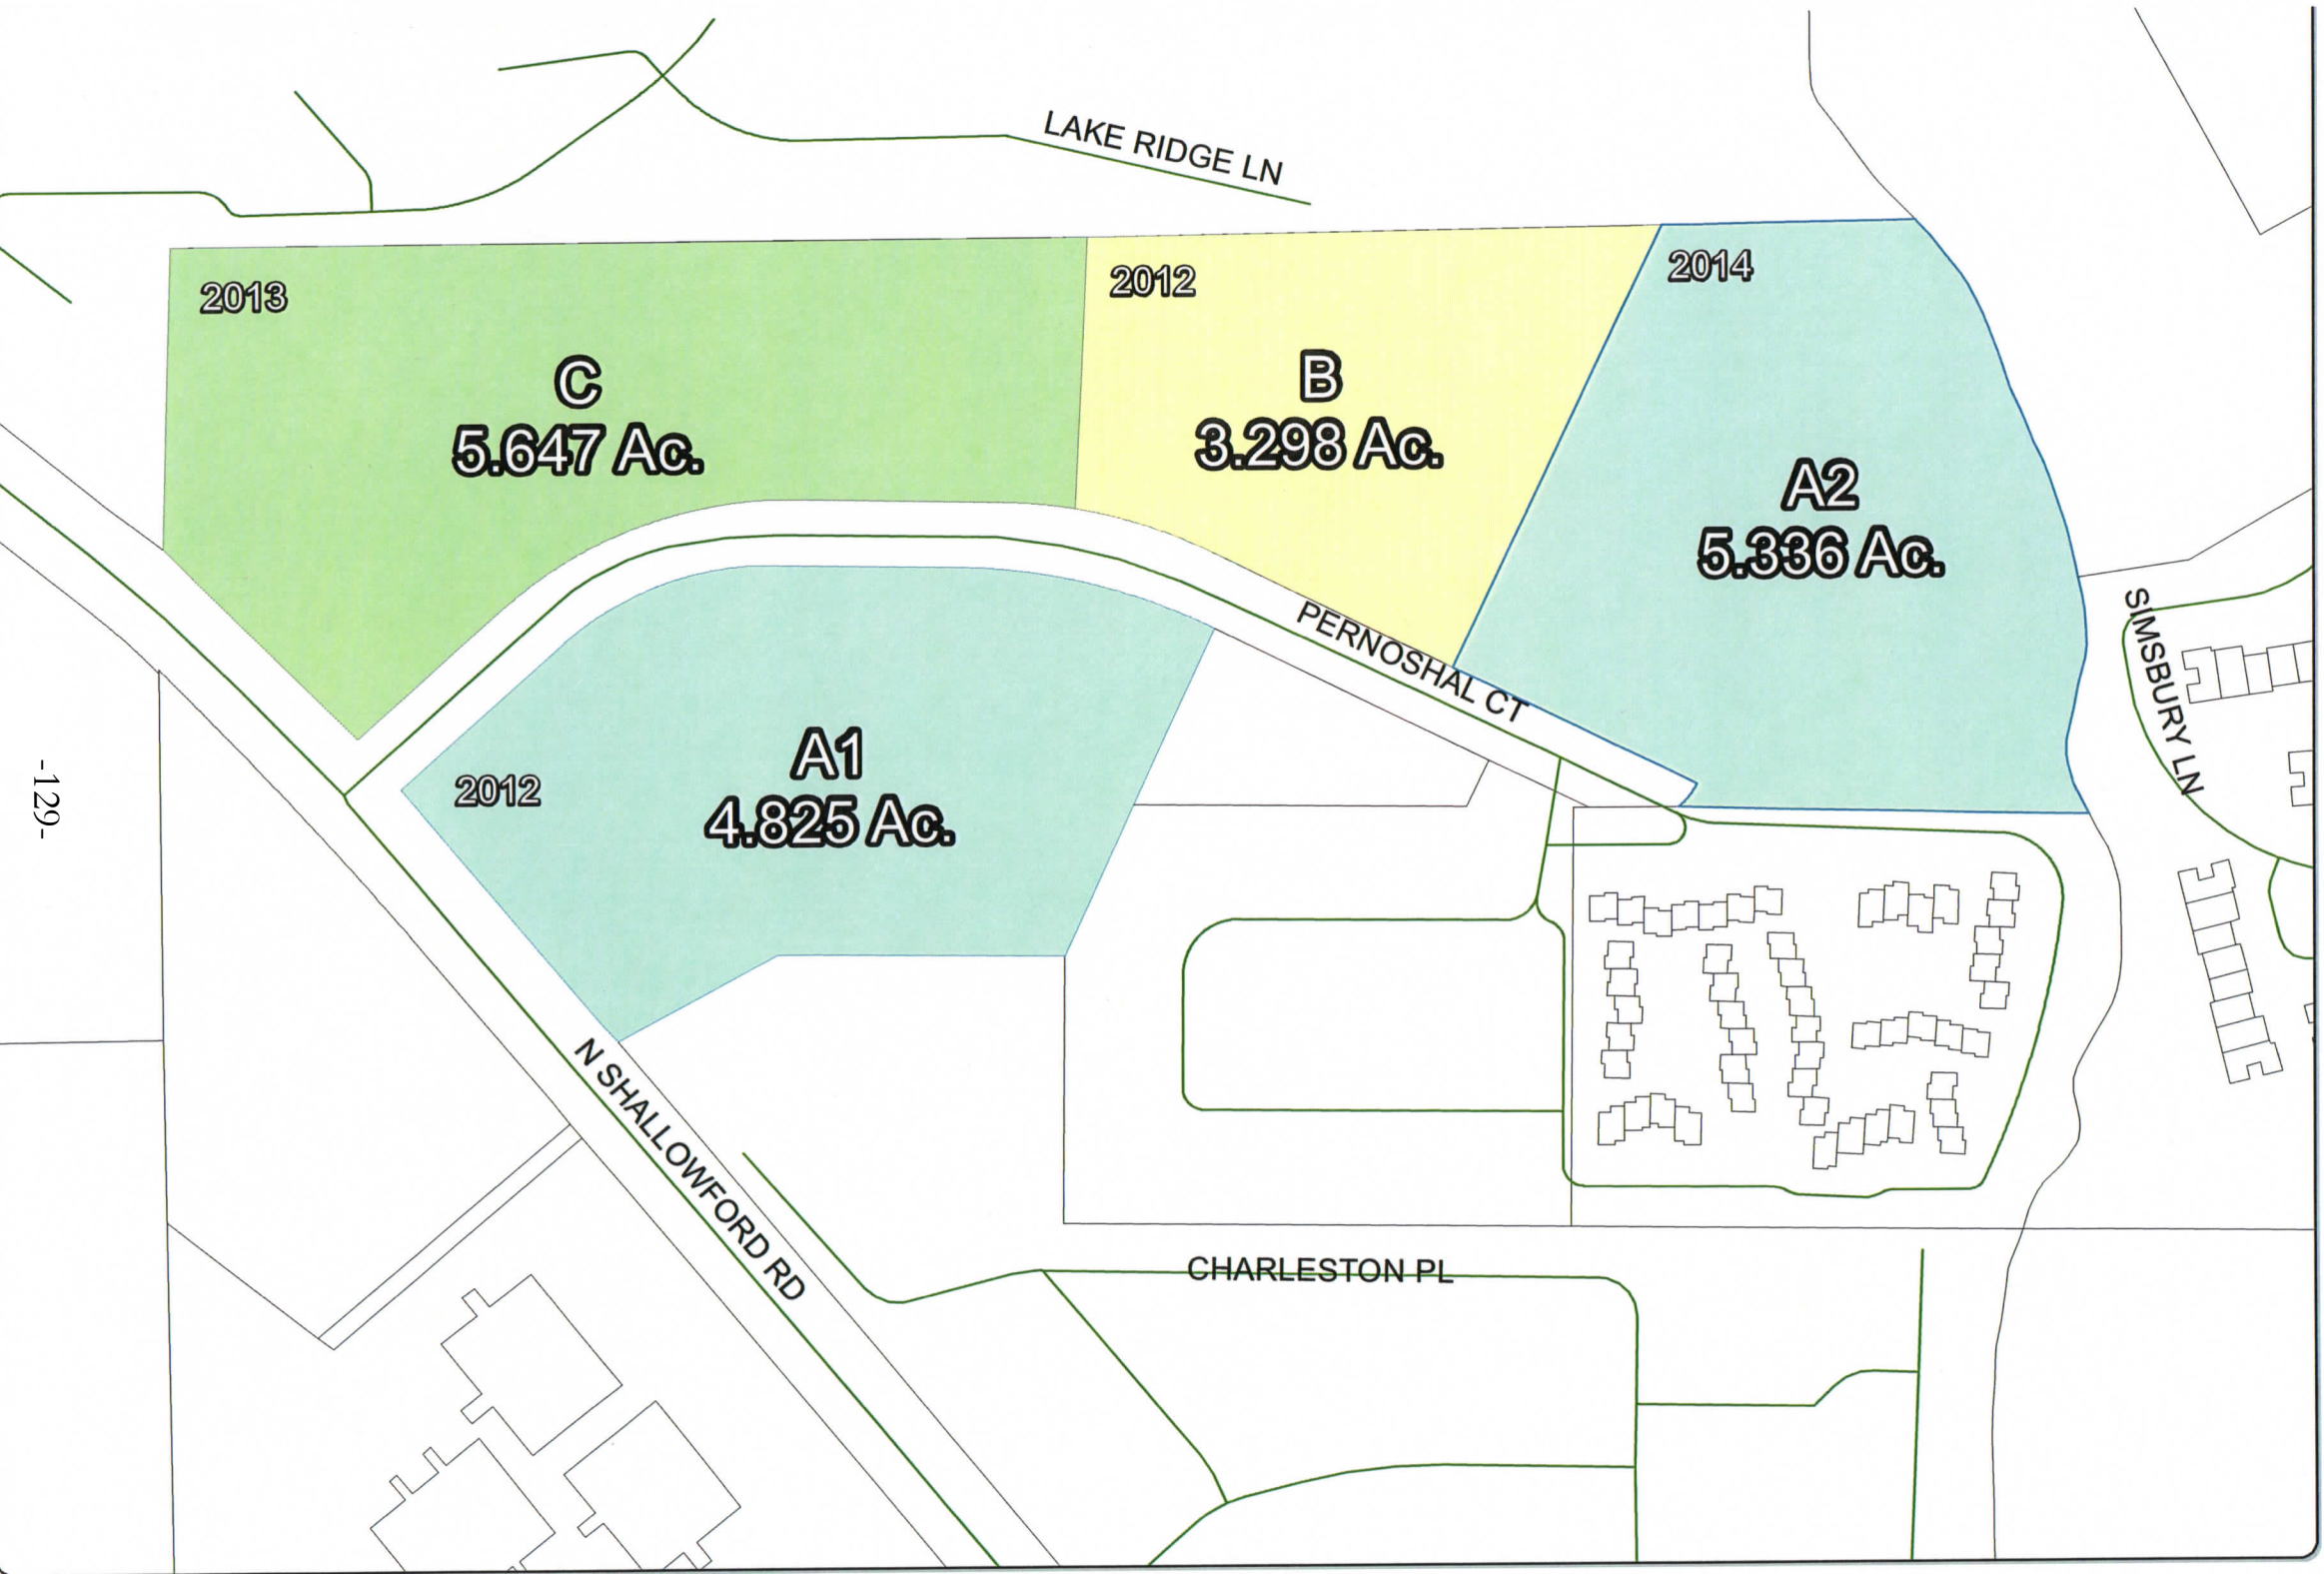 LAKE RIDGE LN
2013
C
5.647 Ac.
2012
B
3.298 Ac.
2014
A2
5.336 Ac.
PERNOSHAL CT
SIMSBURY LN
2012
A1
4.825 Ac.
N SHALLOWFORD RD
CHARLESTON PL
-129-